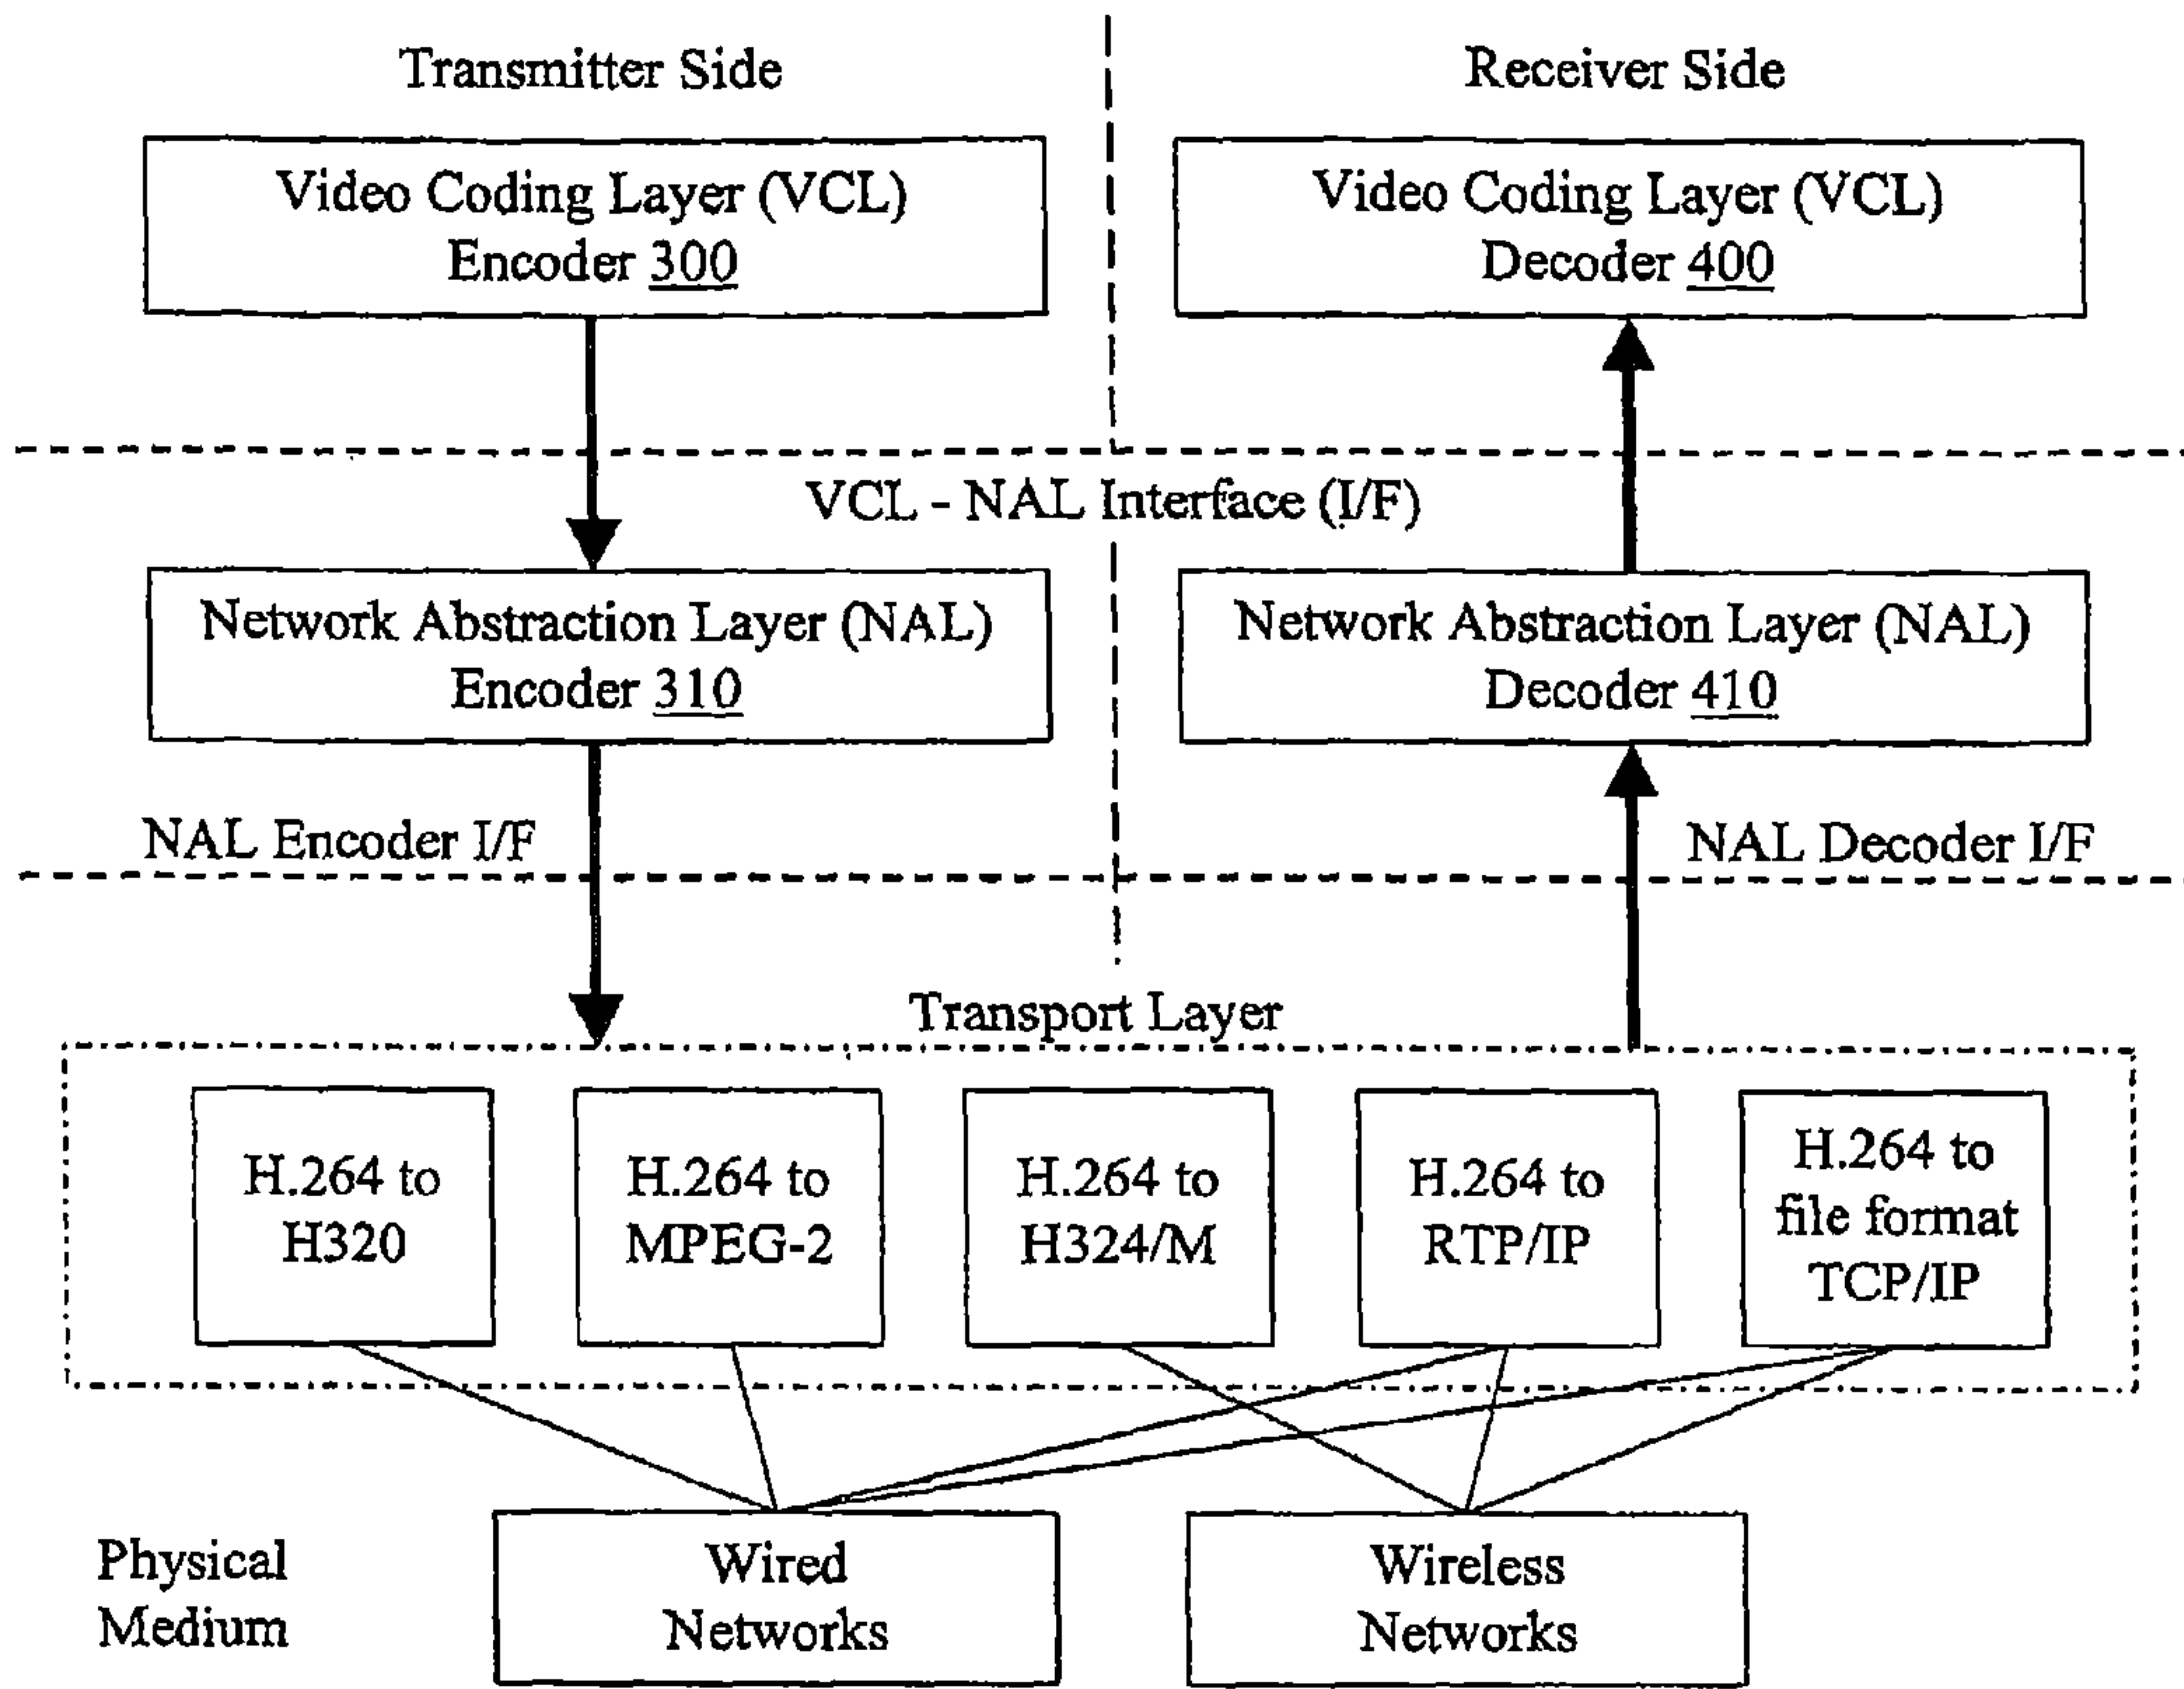 Transmitter Side
Receiver Side
Video Coding Layer (VCL)
Encoder 300
Video Coding Layer (VCL)
Decoder 400
VCL - NAL Interface (I/F)
Network Abstraction Layer (NAL)
Encoder 310
Network Abstraction Layer (NAL)
Decoder 410
NAL Encoder I/F
NAL Decoder I/F
Transport Layer
H.264 to
H320
H.264 to
MPEG-2
H.264 to
H324/M
H.264 to
RTP/IP
H.264 to
file format
TCP/IP
Physical
Medium
Wired
Networks
Wireless
Networks